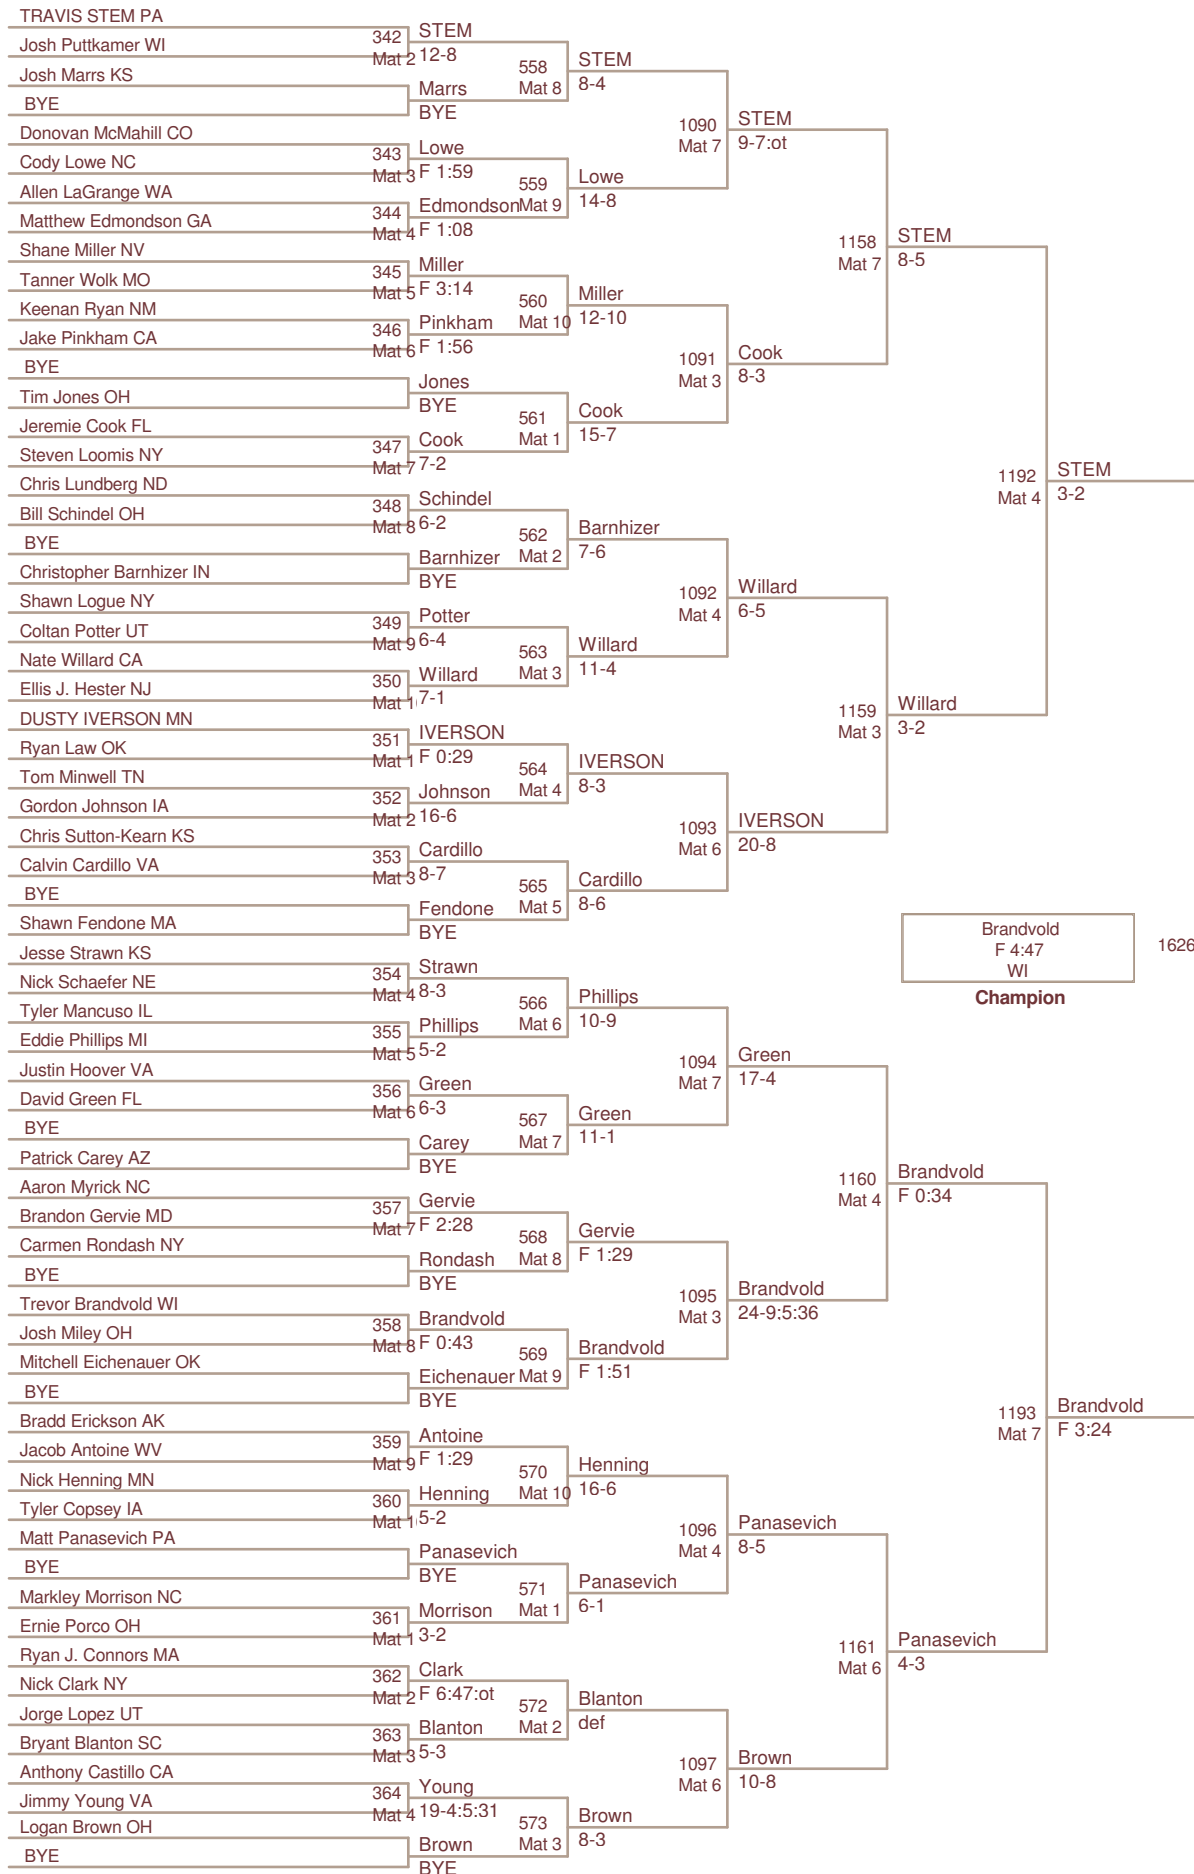 TRAVIS STEM PA
342 STEM
Josh Puttkamer WI
Mat 2 12-8
558 STEM
Josh Marrs KS
Mat 8 8-4
Marrs
BYE
BYE
1090 STEM
Donovan McMahill CO
Mat 7 9-7:ot
343 Lowe
Cody Lowe NC
Mat 3 F 1:59
559 Lowe
Allen LaGrange WA
Mat 9 14-8
344 Edmondson
Matthew Edmondson GA
Mat 4 F 1:08
1158 STEM
Shane Miller NV
Mat 7 8-5
345 Miller
Tanner Wolk MO
Mat 5 F 3:14
560 Miller
Keenan Ryan NM
Mat 10 12-10
346 Pinkham
Jake Pinkham CA
Mat 6 F 1:56
1091 Cook
BYE
Mat 3 8-3
Jones
Tim Jones OH
BYE
561 Cook
Jeremie Cook FL
Mat 1 15-7
347 Cook
Steven Loomis NY
Mat 7 7-2
1192 STEM
Chris Lundberg ND
Mat 4 3-2
348 Schindel
Bill Schindel OH
Mat 8 6-2
562 Barnhizer
BYE
Mat 2 7-6
Barnhizer
Christopher Barnhizer IN
BYE
1092 Willard
Shawn Logue NY
Mat 4 6-5
349 Potter
Coltan Potter UT
Mat 9 6-4
563 Willard
Nate Willard CA
Mat 3 11-4
350 Willard
Ellis J. Hester NJ
Mat 1 7-1
1159 Willard
DUSTY IVERSON MN
Mat 3 3-2
351 IVERSON
Ryan Law OK
Mat 1 F 0:29
564 IVERSON
Tom Minwell TN
Mat 4 8-3
352 Johnson
Gordon Johnson IA
Mat 2 16-6
1093 IVERSON
Chris Sutton-Kearn KS
Mat 6 20-8
353 Cardillo
Calvin Cardillo VA
Mat 3 8-7
565 Cardillo
BYE
Mat 5 8-6
Fendone
Shawn Fendone MA
BYE
Brandvold
F 4:47
WI
1626
Champion
Jesse Strawn KS
354 Strawn
Nick Schaefer NE
Mat 4 8-3
566 Phillips
Tyler Mancuso IL
Mat 6 10-9
355 Phillips
Eddie Phillips MI
Mat 5 5-2
1094 Green
Justin Hoover VA
Mat 7 17-4
356 Green
David Green FL
Mat 6 6-3
567 Green
BYE
Mat 7 11-1
Carey
Patrick Carey AZ
BYE
1160 Brandvold
Aaron Myrick NC
Mat 4 F 0:34
357 Gervie
Brandon Gervie MD
Mat 7 F 2:28
568 Gervie
Carmen Rondash NY
Mat 8 F 1:29
Rondash
BYE
BYE
1095 Brandvold
Trevor Brandvold WI
Mat 3 24-9:5:36
358 Brandvold
Josh Miley OH
Mat 8 F 0:43
569 Brandvold
Mitchell Eichenauer OK
Mat 9 F 1:51
Eichenauer
BYE
BYE
1193 Brandvold
Bradd Erickson AK
Mat 7 F 3:24
359 Antoine
Jacob Antoine WV
Mat 9 F 1:29
570 Henning
Nick Henning MN
Mat 10 16-6
360 Henning
Tyler Copsey IA
Mat 1 5-2
1096 Panasevich
Matt Panasevich PA
Mat 4 8-5
Panasevich
BYE
BYE
571 Panasevich
Markley Morrison NC
Mat 1 6-1
361 Morrison
Ernie Porco OH
Mat 1 3-2
1161 Panasevich
Ryan J. Connors MA
Mat 6 4-3
362 Clark
Nick Clark NY
Mat 2 F 6:47:ot
572 Blanton
Jorge Lopez UT
Mat 2 def
363 Blanton
Bryant Blanton SC
Mat 3 5-3
1097 Brown
Anthony Castillo CA
Mat 6 10-8
364 Young
Jimmy Young VA
Mat 4 19-4:5:31
573 Brown
Logan Brown OH
Mat 3 8-3
Brown
BYE
BYE